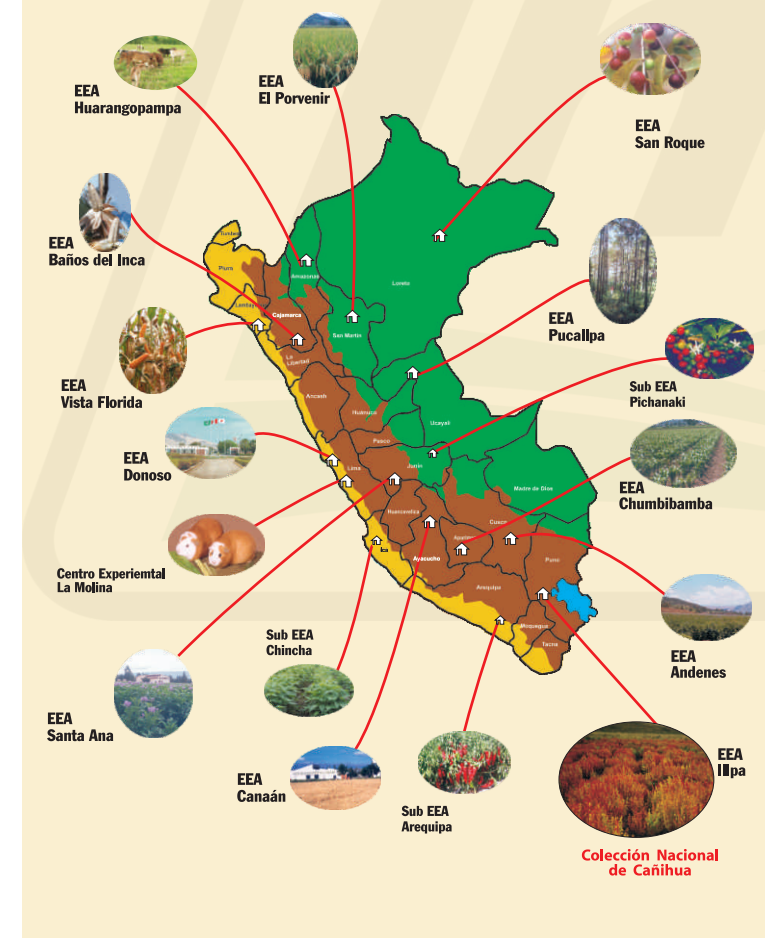 EEA
Huarangopampa
EEA
El Porvenir
EEA
San Roque
EEA
Baños del Inca
EEA
Vista Florida
EEA
Pucallpa
Sub EEA
Pichanaki
EEA
Donoso
EEA
Chumbibamba
Centro Experiemtal
La Molina
EEA
Andenes
Sub EEA
Chincha
EEA
Santa Ana
EEA
Canaán
Sub EEA
Arequipa
EEA
Illpa
Colección Nacional
de Cañihua
Tumbes
Piura
Amazonas
Loreto
Cajamarca
San Martín
La
Libertad
Ancash
Huánuco
Ucayali
Pasco
Lima
Junín
Madre de Dios
Huancavelica
Cusco
Ica
Ayacucho
Puno
Arequipa
Moquegua
Tacna